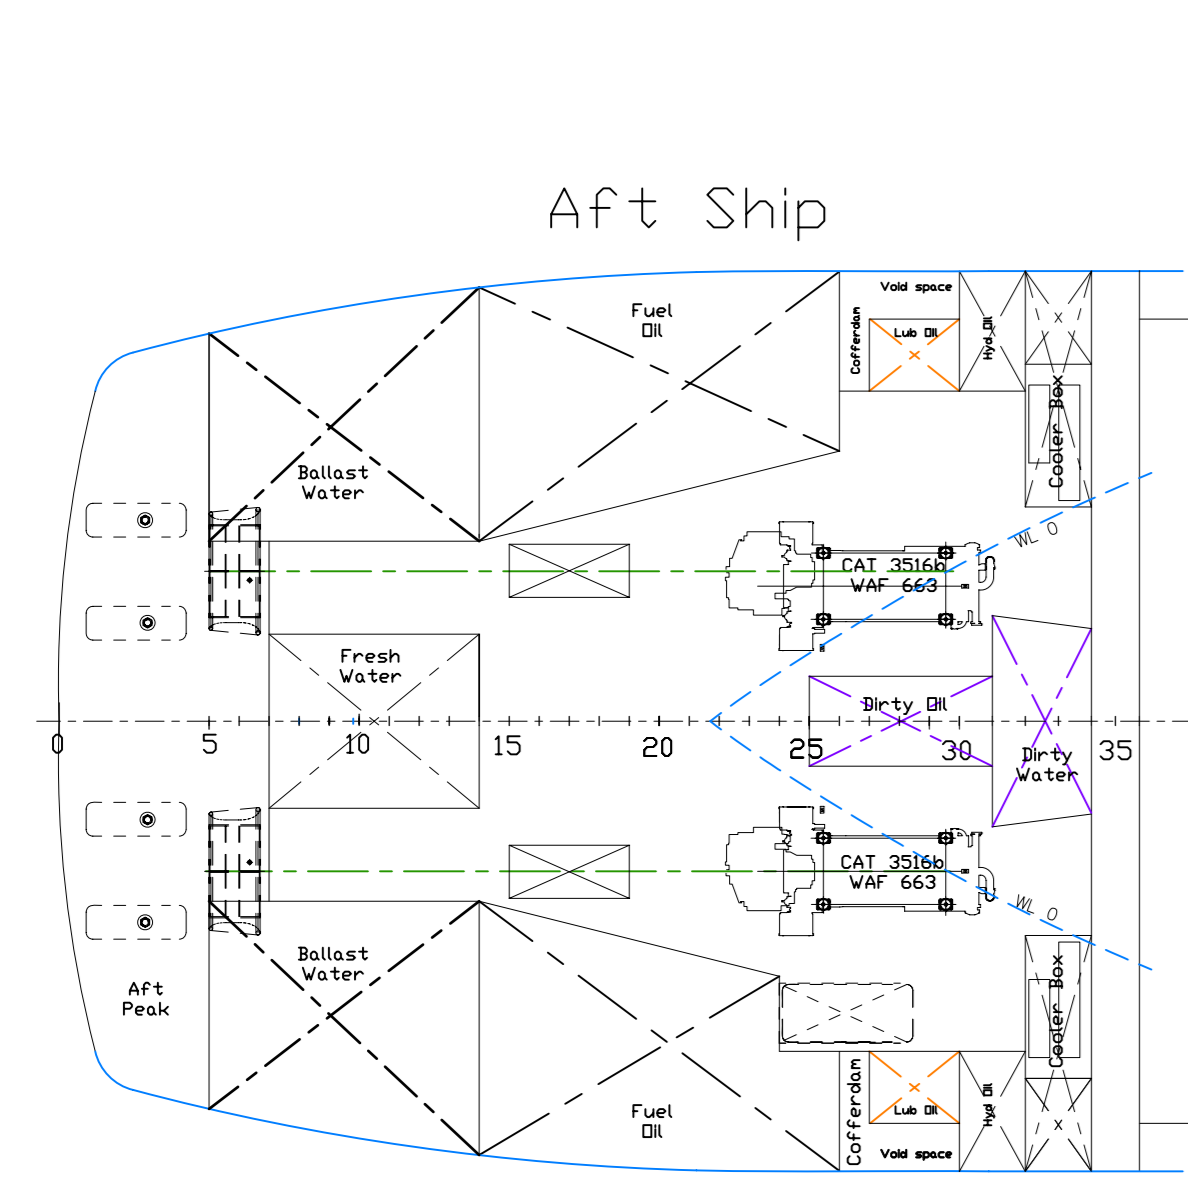 Aft Ship
Void space
Fuel
Oil
Cofferdam
Lub Oil
Hyd Oil
Cooler Box
Ballast
Water
WL 0
CAT 3516b
WAF 663
Fresh
Water
Dirty Oil
0
5
10
15
20
25
30
35
Dirty
Water
CAT 3516b
WAF 663
WL 0
Ballast
Water
Aft
Peak
Cooler Box
Fuel
Oil
Cofferdam
Lub Oil
Hyd Oil
Void space